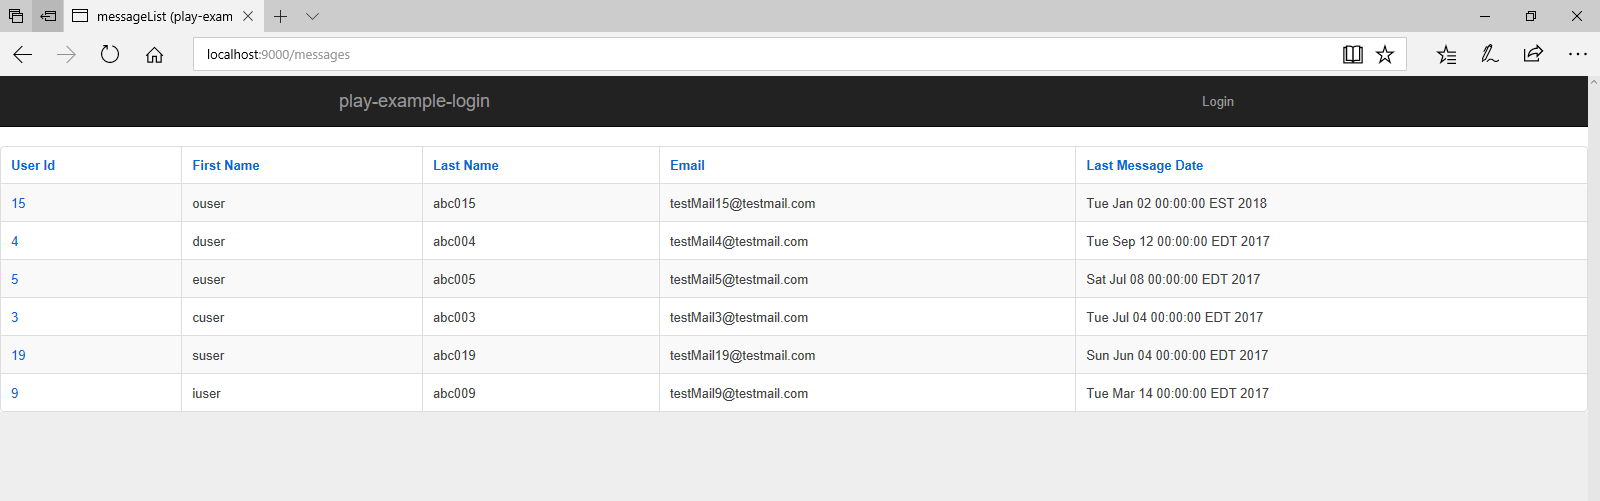 messageList (play-exam
localhost:9000/messages
play-example-login Login
User Id First Name Last Name Email Last Message Date
15 ouser abc015 testMail15@testmail.com Tue Jan 02 00:00:00 EST 2018
4 duser abc004 testMail4@testmail.com Tue Sep 12 00:00:00 EDT 2017
5 euser abc005 testMail5@testmail.com Sat Jul 08 00:00:00 EDT 2017
3 cuser abc003 testMail3@testmail.com Tue Jul 04 00:00:00 EDT 2017
19 suser abc019 testMail19@testmail.com Sun Jun 04 00:00:00 EDT 2017
9 iuser abc009 testMail9@testmail.com Tue Mar 14 00:00:00 EDT 2017